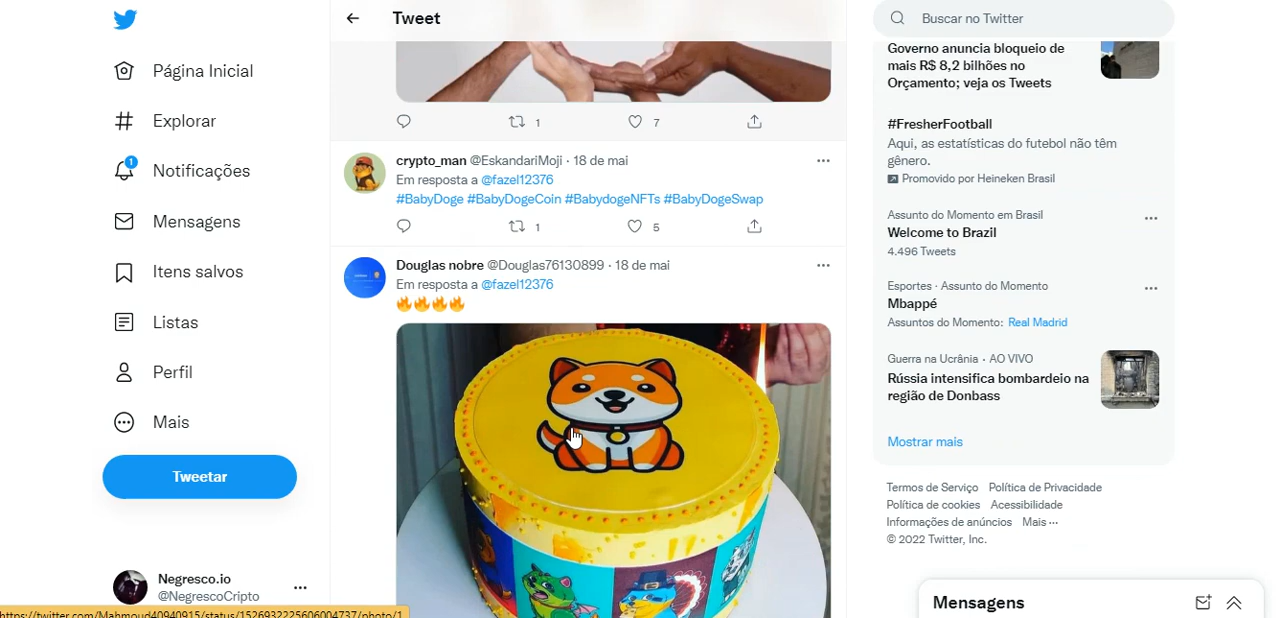 Página Inicial
Explorar
1
Notificações
Mensagens
Itens salvos
Listas
Perfil
Mais
Tweetar
Negresco.io
@NegrescoCripto
https://twitter.com/Mahmoud40940915/status/1526932225606004737/photo/1
Tweet
1 7
crypto_man @EskandariMoji · 18 de mai
Em resposta a @fazel12376
#BabyDoge #BabyDogeCoin #BabydogeNFTs #BabyDogeSwap
1 5
Douglas nobre @Douglas76130899 · 18 de mai
Em resposta a @fazel12376
🔥🔥🔥🔥
Buscar no Twitter
Governo anuncia bloqueio de
mais R$ 8,2 bilhões no
Orçamento; veja os Tweets
#FresherFootball
Aqui, as estatísticas do futebol não têm
gênero.
Promovido por Heineken Brasil
Assunto do Momento em Brasil
Welcome to Brazil
4.496 Tweets
Esportes · Assunto do Momento
Mbappé
Assuntos do Momento: Real Madrid
Guerra na Ucrânia · AO VIVO
Rússia intensifica bombardeio na
região de Donbass
Mostrar mais
Termos de Serviço Política de Privacidade
Política de cookies Acessibilidade
Informações de anúncios Mais ···
© 2022 Twitter, Inc.
Mensagens